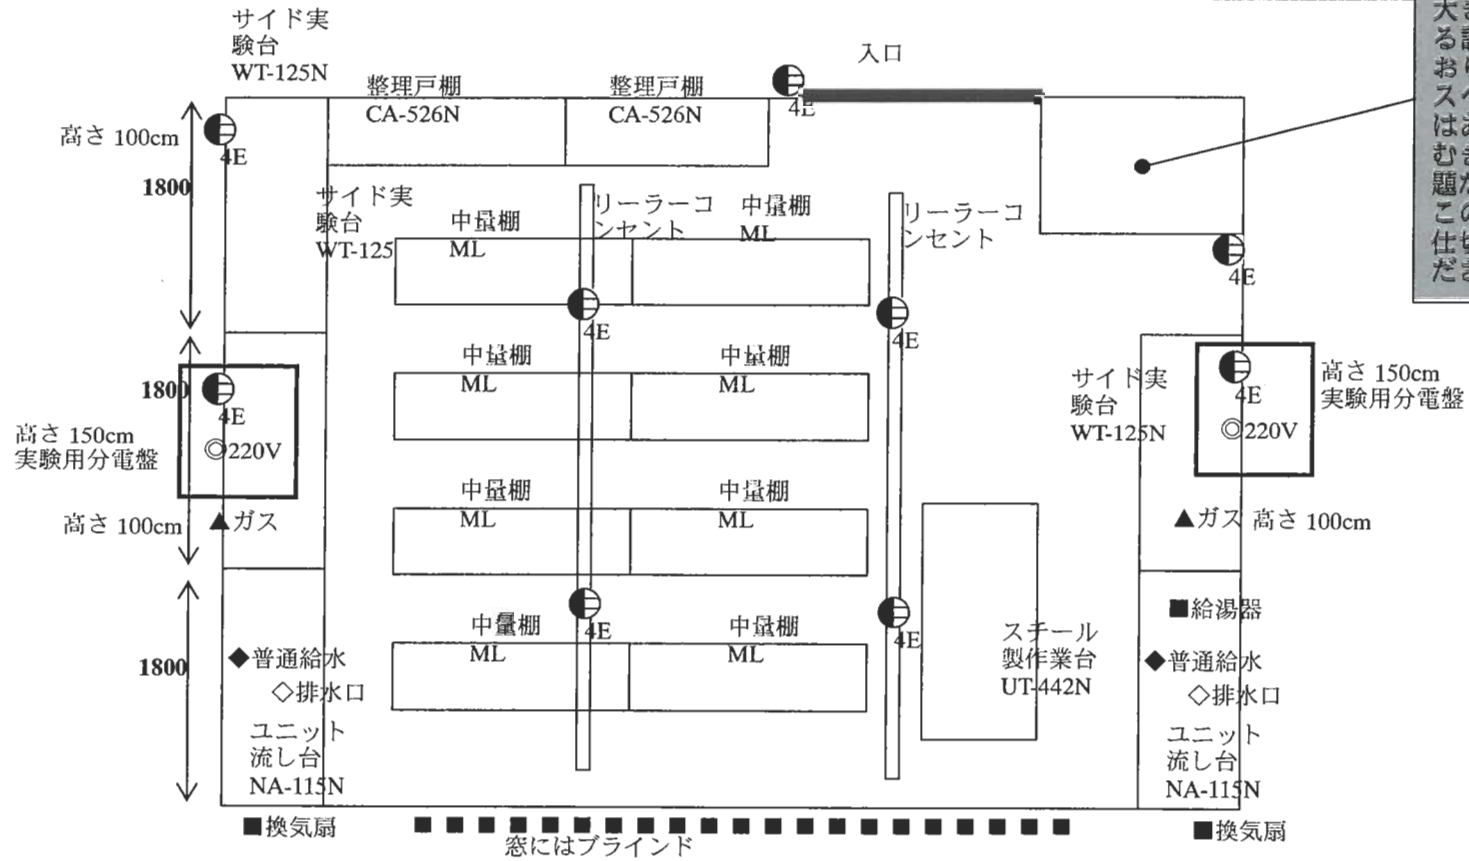 サイド実
験台
WT-125N
入口
整理戸棚
CA-526N
整理戸棚
CA-526N
4E
高さ 100cm
4E
1800
サイド実
験台
WT-125
中量棚
ML
リーラーコ
ンセント
中量棚
ML
リーラーコ
ンセント
4E
4E
4E
中量棚
ML
中量棚
ML
1800
4E
220V
高さ 150cm
実験用分電盤
サイド実
験台
WT-125N
4E
220V
高さ 150cm
実験用分電盤
中量棚
ML
中量棚
ML
高さ 100cm
▲ガス
▲ガス 高さ 100cm
4E
4E
中量棚
ML
中量棚
ML
スチール
製作業台
UT-442N
■給湯器
1800
◆普通給水
◇排水口
ユニット
流し台
NA-115N
◆普通給水
◇排水口
ユニット
流し台
NA-115N
■換気扇
窓にはブラインド
■換気扇
大るおスはむ題こ仕だ